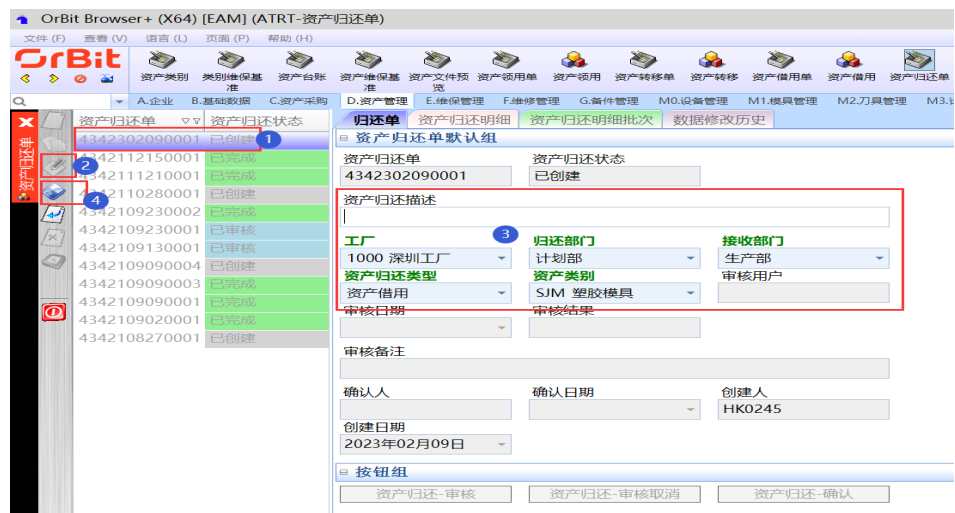 OrBit Browser+ (X64) [EAM] (ATRT-资产归还单)
文件 (F) 查看 (V) 语言 (L) 页面 (P) 帮助 (H)
OrBit
资产类别 类别维保基准 资产台账 资产维保基准 资产文件预览 资产领用单 资产领用 资产转移单 资产转移 资产借用单 资产借用 资产归还单
A.企业 B.基础数据 C.资产采购 D.资产管理 E.维保管理 F.维修管理 G.备件管理 M0.设备管理 M1.模具管理 M2.刀具管理
资产归还单
资产归还单 资产归还状态
4342302090001 已创建 1
4342112150001 已完成
2
4342111210001 已完成
4342110280001 已创建
4
4342109230002 已完成
4342109230001 已审核
4342109130001 已审核
4342109090004 已创建
4342109090003 已完成
4342109090001 已完成
4342109020001 已完成
4342108270001 已创建
归还单 资产归还明细 资产归还明细批次 数据修改历史
资产归还单默认组
资产归还单 资产归还状态
4342302090001 已创建
资产归还描述
3
工厂 归还部门 接收部门
1000 深圳工厂 计划部 生产部
资产归还类型 资产类别 审核用户
资产借用 SJM 塑胶模具
审核日期 审核结果
审核备注
确认人 确认日期 创建人
HK0245
创建日期
2023年02月09日
按钮组
资产归还-审核 资产归还-审核取消 资产归还-确认